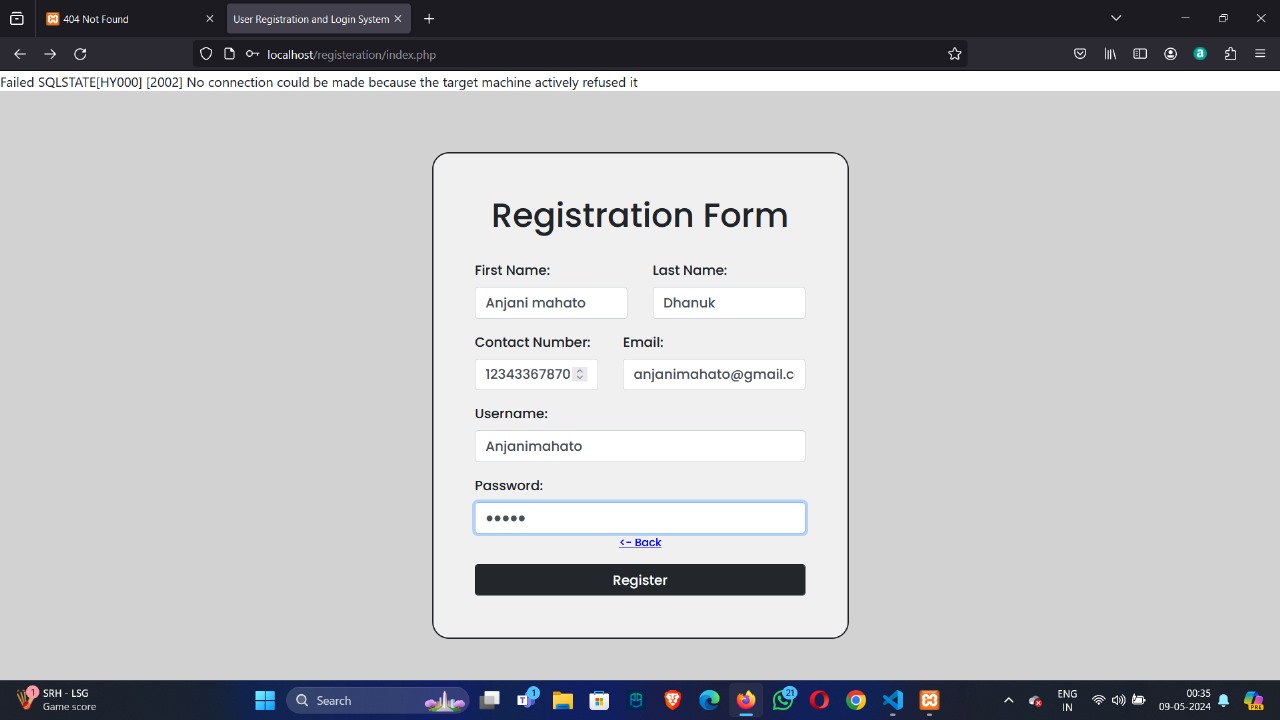 404 Not Found
User Registration and Login System
localhost/registeration/index.php
Failed SQLSTATE[HY000] [2002] No connection could be made because the target machine actively refused it
Registration Form
First Name: Last Name:
Anjani mahato Dhanuk
Contact Number: Email:
12343367870 anjanimahato@gmail.c
Username:
Anjanimahato
Password:
<- Back
Register
1 SRH - LSG
Game score
Search
1
21
ENG
IN
00:35
09-05-2024
PRE